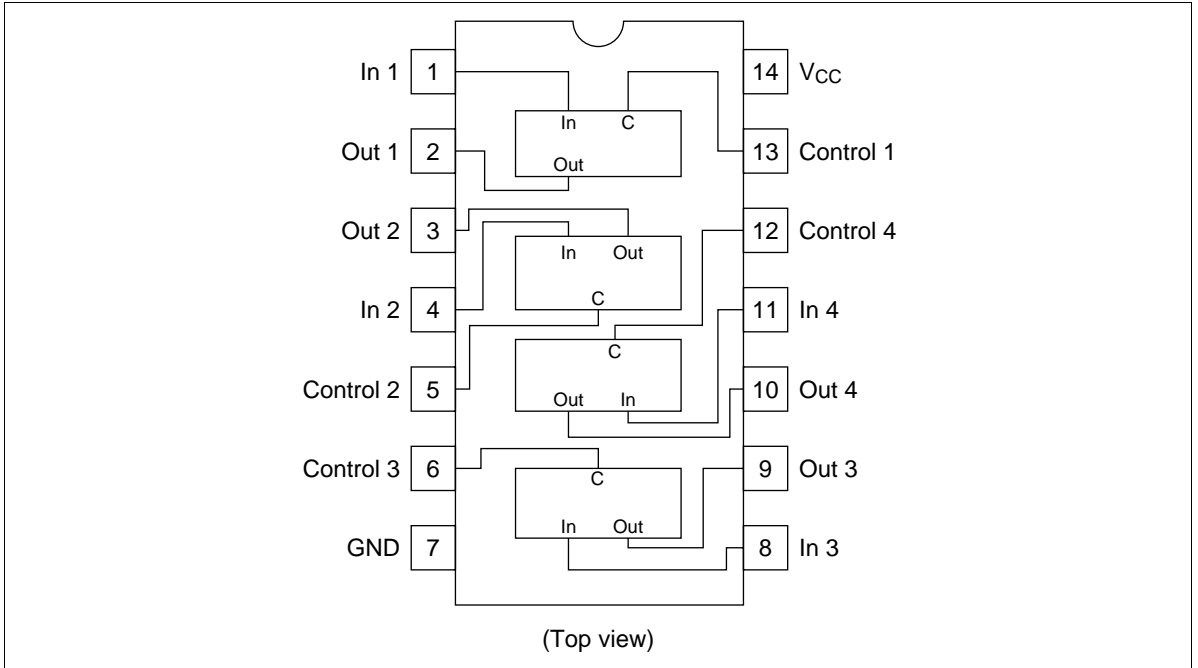 In 1 1
14 VCC
In C
Out 1 2
13 Control 1
Out
Out 2 3
12 Control 4
In Out
In 2 4
C
11 In 4
C
Control 2 5
10 Out 4
Out In
Control 3 6
9 Out 3
C
In Out
GND 7
8 In 3
(Top view)